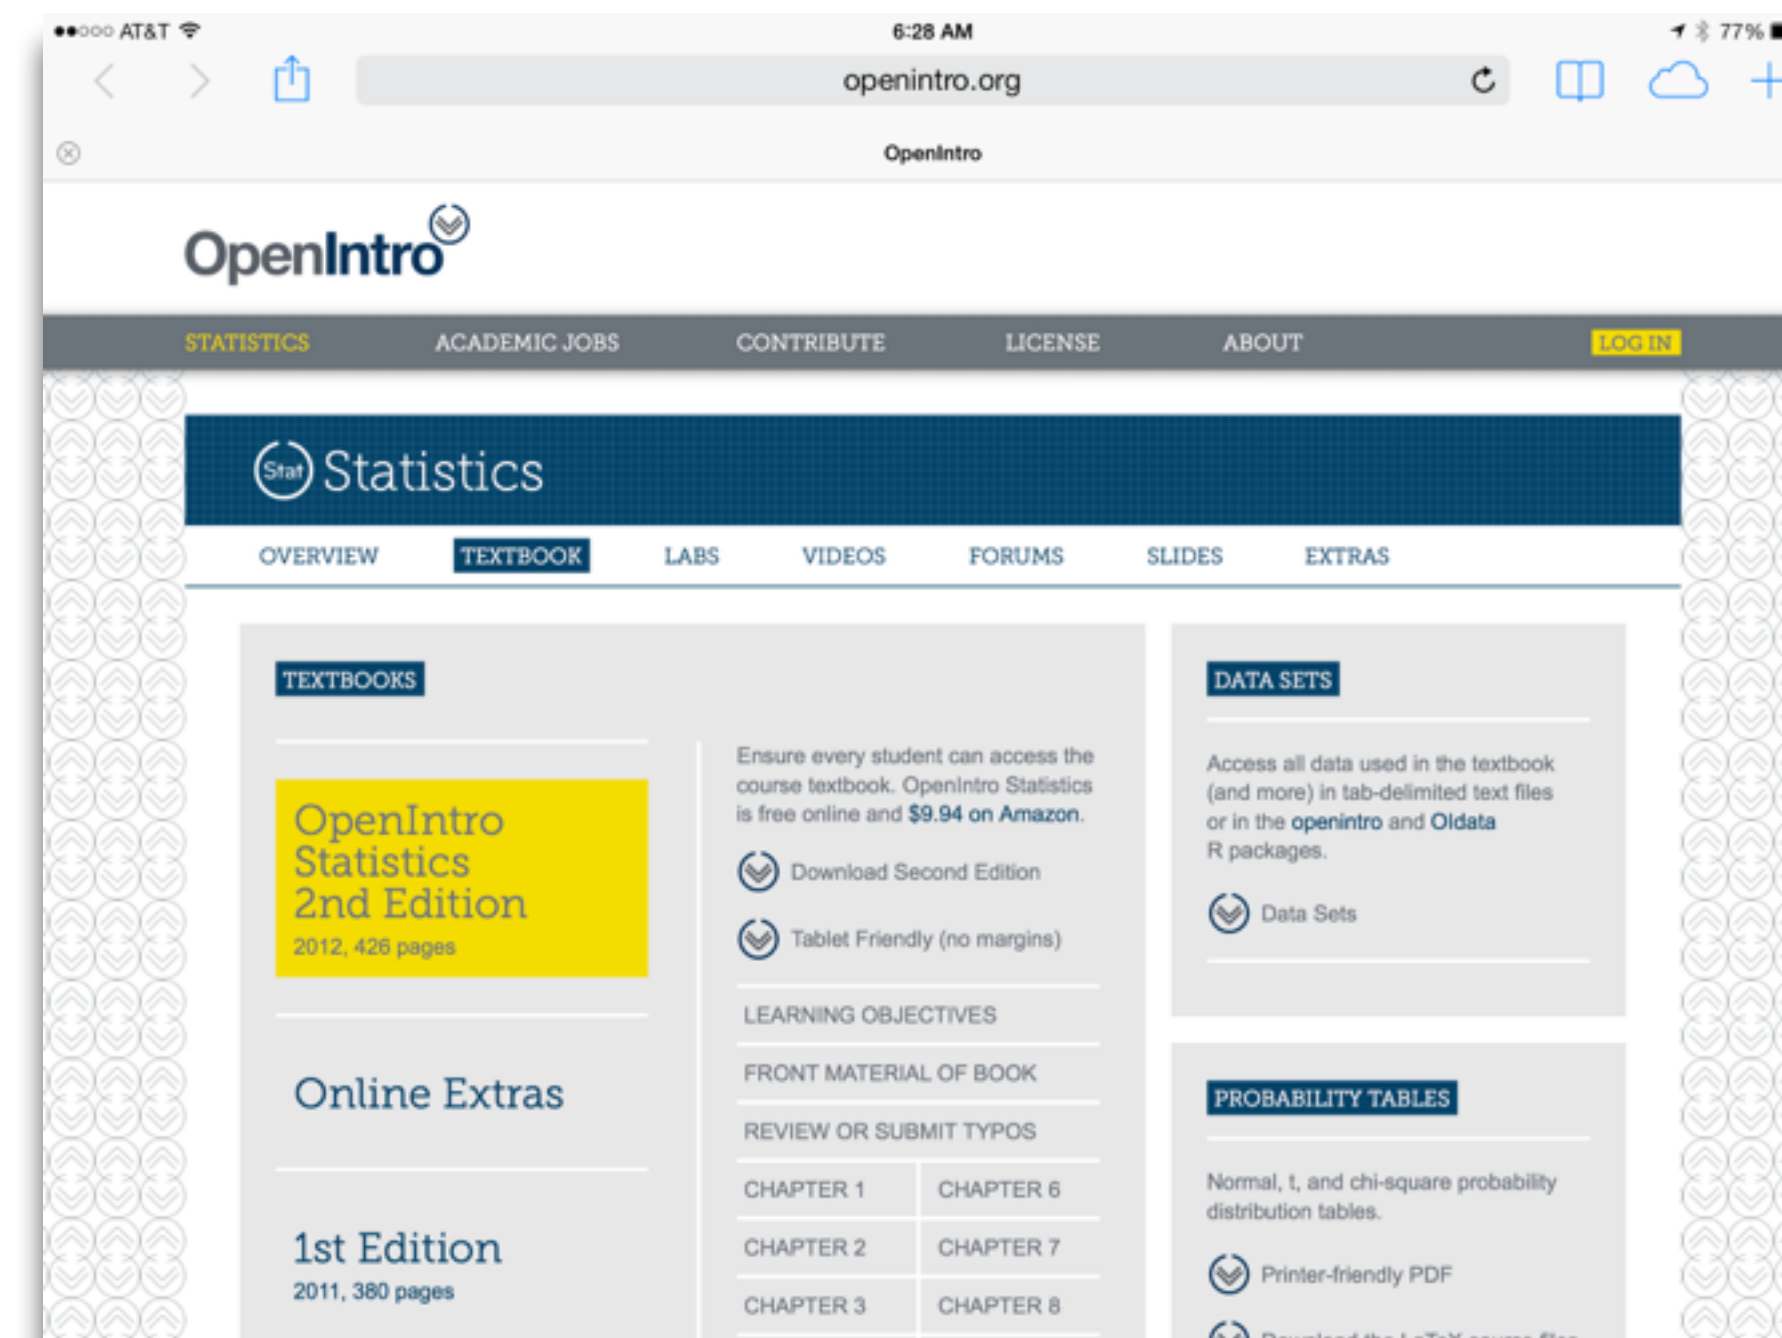 AT&T
6:28 AM
77%
openintro.org
OpenIntro
OpenIntro
STATISTICS
ACADEMIC JOBS
CONTRIBUTE
LICENSE
ABOUT
LOG IN
Stat
Statistics
OVERVIEW
TEXTBOOK
LABS
VIDEOS
FORUMS
SLIDES
EXTRAS
TEXTBOOKS
OpenIntro
Statistics
2nd Edition
2012, 426 pages
Online Extras
1st Edition
2011, 380 pages
Ensure every student can access the
course textbook. OpenIntro Statistics
is free online and $9.94 on Amazon.
Download Second Edition
Tablet Friendly (no margins)
LEARNING OBJECTIVES
FRONT MATERIAL OF BOOK
REVIEW OR SUBMIT TYPOS
CHAPTER 1
CHAPTER 6
CHAPTER 2
CHAPTER 7
CHAPTER 3
CHAPTER 8
DATA SETS
Access all data used in the textbook
(and more) in tab-delimited text files
or in the openintro and OIdata
R packages.
Data Sets
PROBABILITY TABLES
Normal, t, and chi-square probability
distribution tables.
Printer-friendly PDF
Download the LaTeX source files